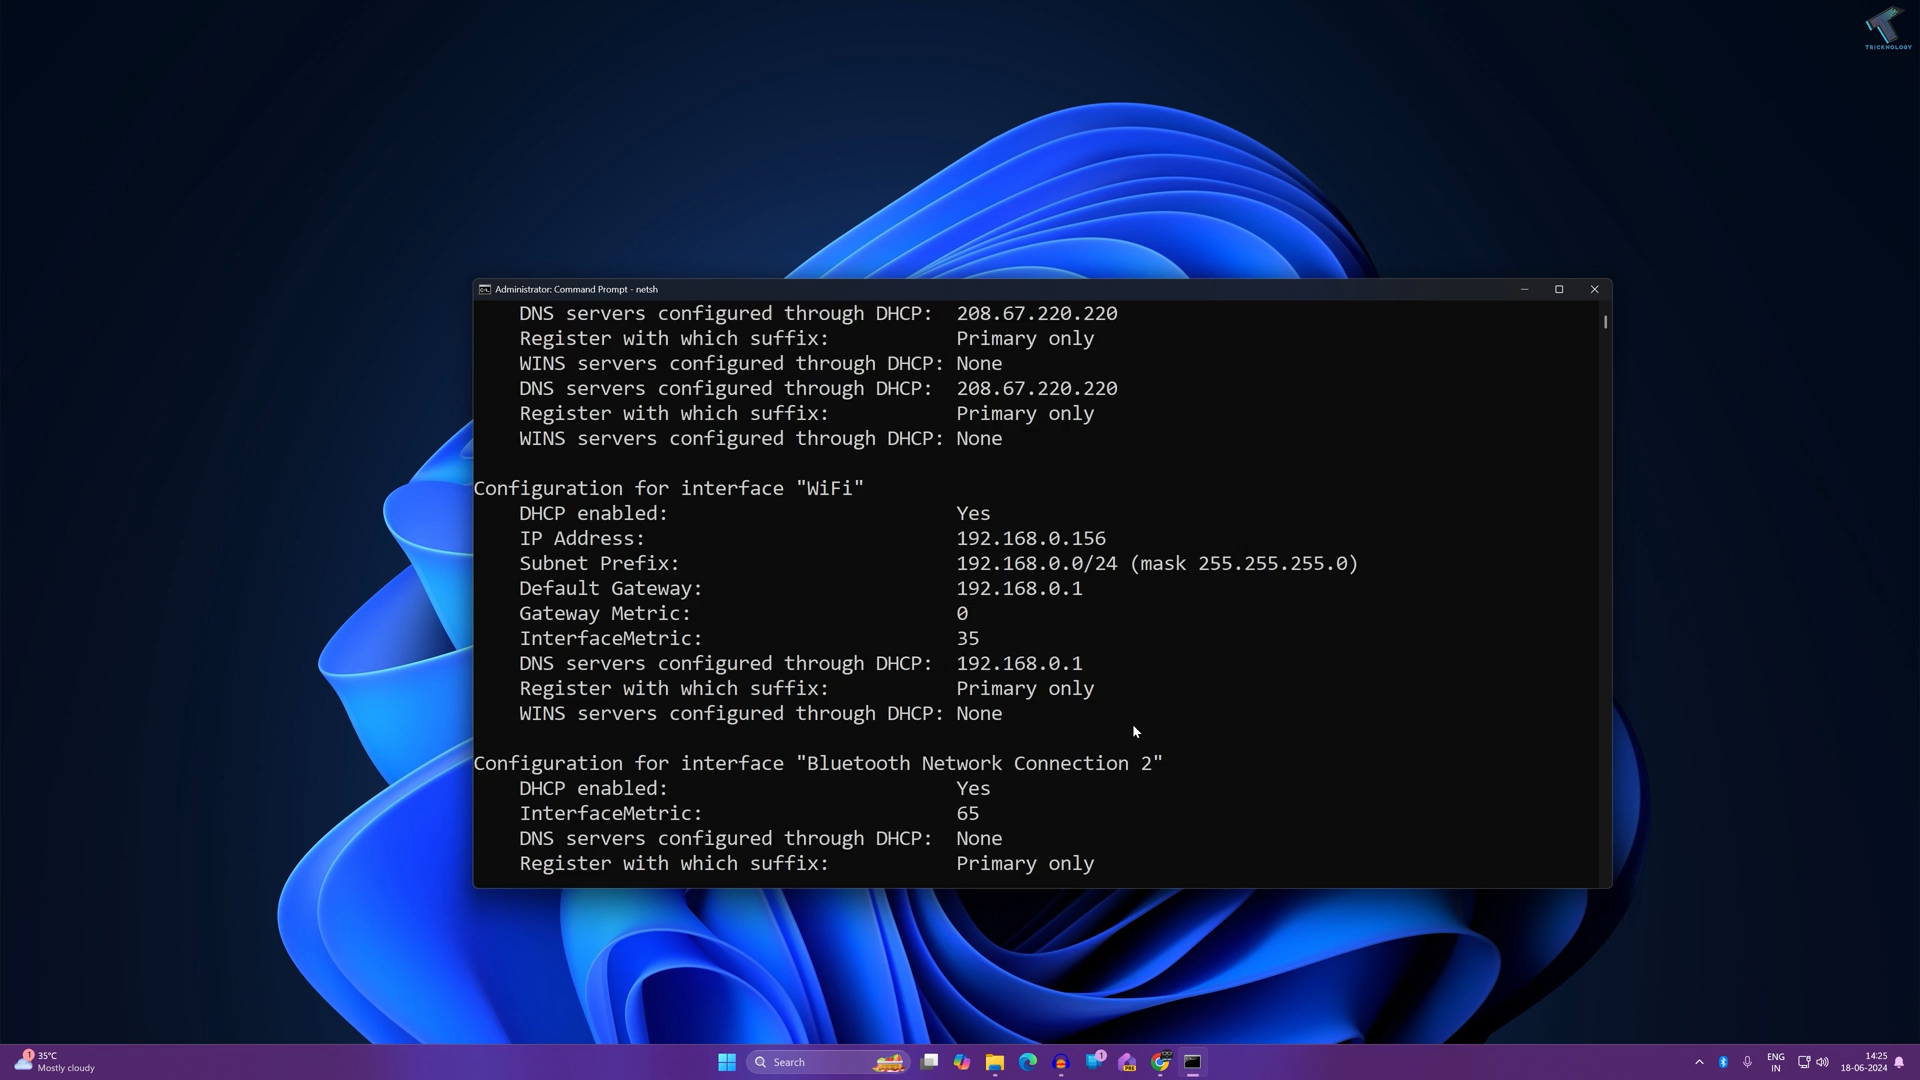 TRICKNOLOGY
Administrator: Command Prompt - netsh
DNS servers configured through DHCP: 208.67.220.220
Register with which suffix: Primary only
WINS servers configured through DHCP: None
DNS servers configured through DHCP: 208.67.220.220
Register with which suffix: Primary only
WINS servers configured through DHCP: None
Configuration for interface "WiFi"
DHCP enabled: Yes
IP Address: 192.168.0.156
Subnet Prefix: 192.168.0.0/24 (mask 255.255.255.0)
Default Gateway: 192.168.0.1
Gateway Metric: 0
InterfaceMetric: 35
DNS servers configured through DHCP: 192.168.0.1
Register with which suffix: Primary only
WINS servers configured through DHCP: None
Configuration for interface "Bluetooth Network Connection 2"
DHCP enabled: Yes
InterfaceMetric: 65
DNS servers configured through DHCP: None
Register with which suffix: Primary only
1
35°C
Mostly cloudy
Search
1
PRE
ENG
IN
14:25
18-06-2024